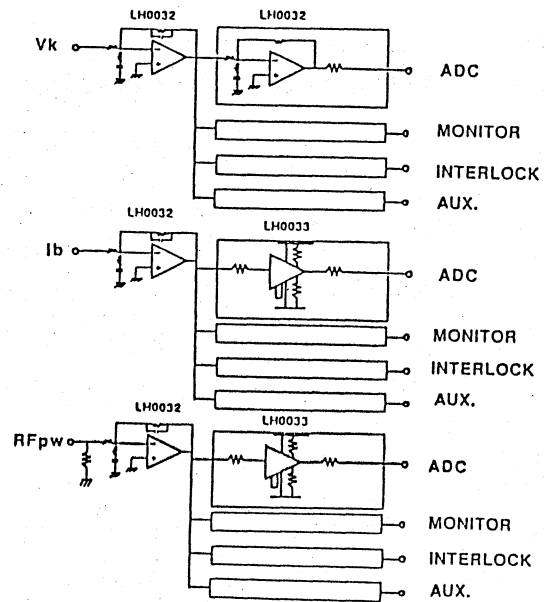 LH0032 LH0032
Vk ADC
MONITOR
INTERLOCK
AUX.
LH0032 LH0033
Ib ADC
MONITOR
INTERLOCK
AUX.
LH0032 LH0033
RFpw ADC
MONITOR
INTERLOCK
AUX.